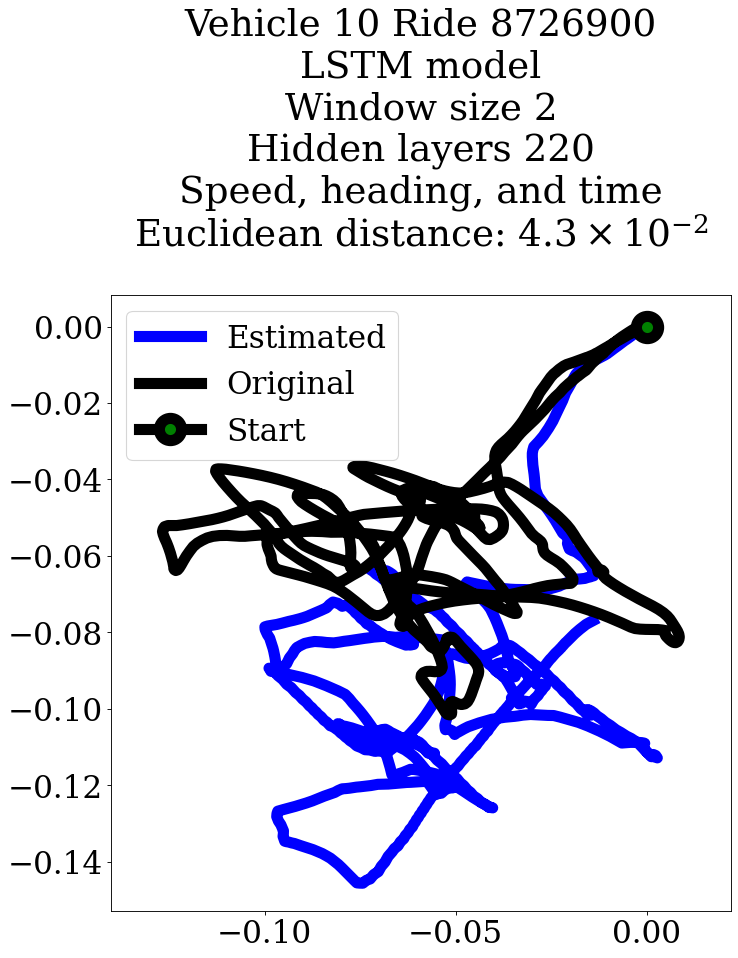 Vehicle 10 Ride 8726900
LSTM model
Window size 2
Hidden layers 220
Speed, heading, and time
Euclidean distance: 4.3 × 10⁻²
Estimated
Original
Start
0.00
−0.02
−0.04
−0.06
−0.08
−0.10
−0.12
−0.14
−0.10
−0.05
0.00